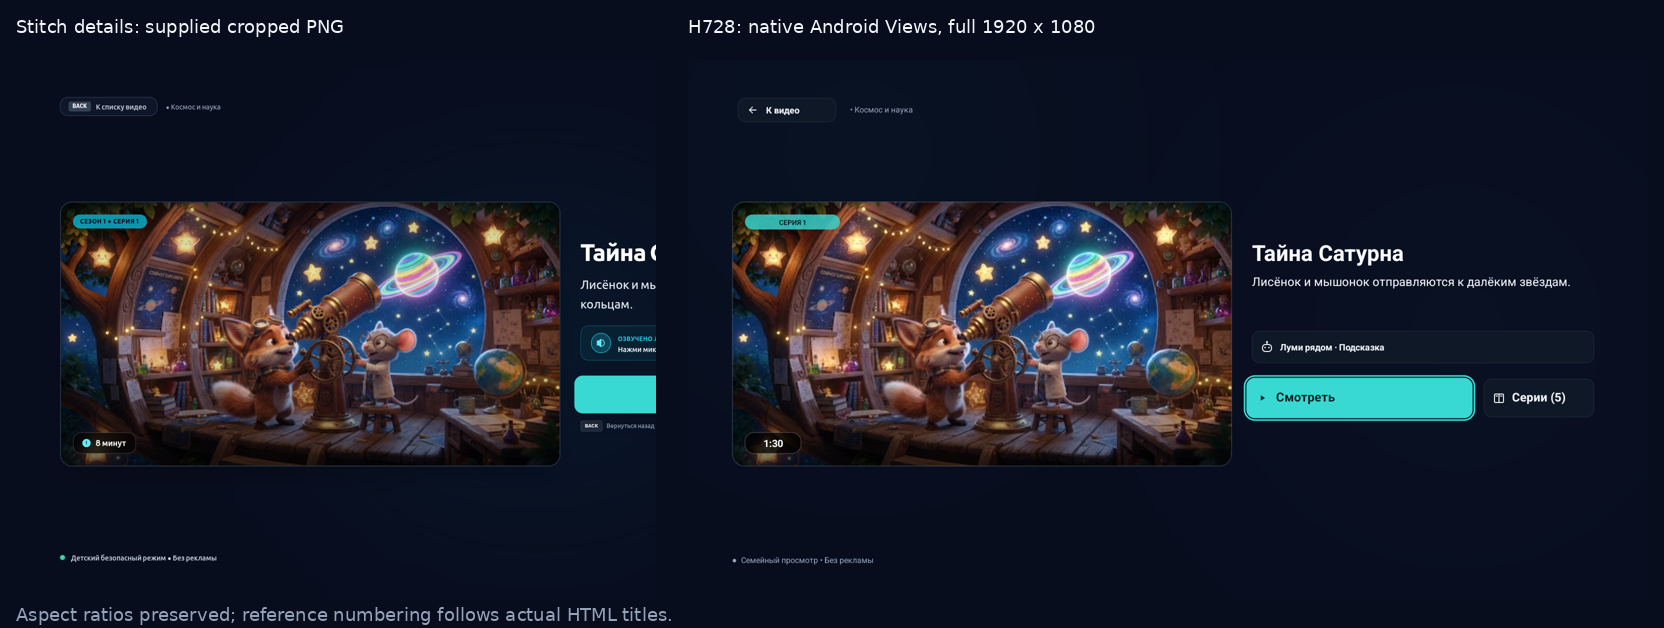 Stitch details: supplied cropped PNG
BACK К списку видео • Космос и наука
СЕЗОН 1 • СЕРИЯ 1
Тайна
Лисёнок и
кольцам.
ОЗВУЧЕНО
Нажми
8 минут
BACK Вернуться назад
• Детский безопасный режим • Без рекламы
H728: native Android Views, full 1920 x 1080
← К видео • Космос и наука
СЕРИЯ 1
1:30
Тайна Сатурна
Лисёнок и мышонок отправляются к далёким звёздам.
Луми рядом · Подсказка
Смотреть
Серии (5)
• Семейный просмотр • Без рекламы
Aspect ratios preserved; reference numbering follows actual HTML titles.